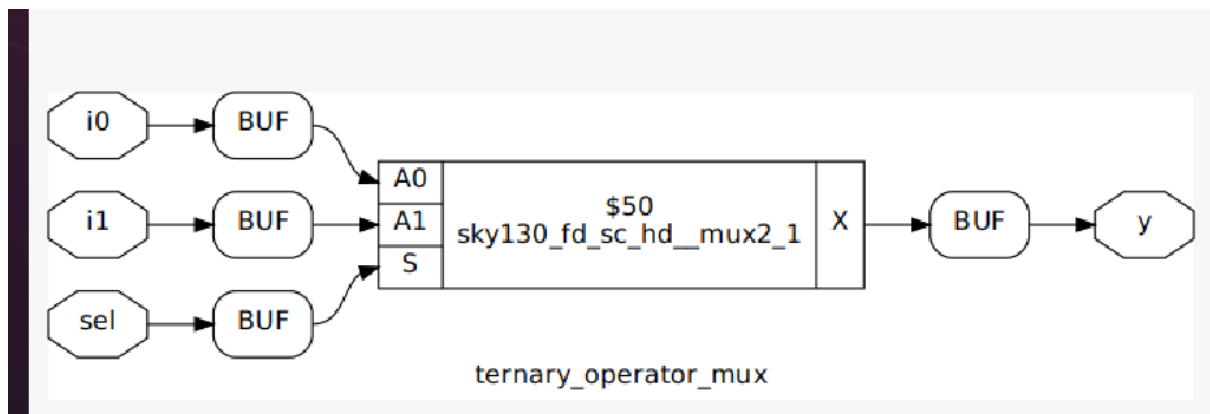 i0
BUF
i1
BUF
sel
BUF
A0
A1
S
$50
sky130_fd_sc_hd__mux2_1
X
BUF
y
ternary_operator_mux